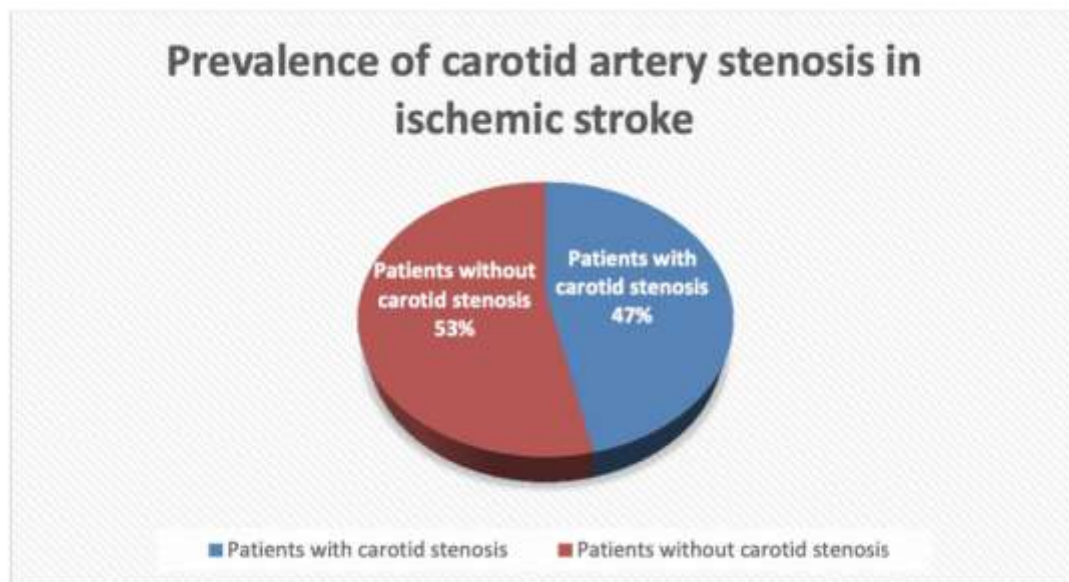 Prevalence of carotid artery stenosis in
ischemic stroke
Patients without
carotid stenosis
53%
Patients with
carotid stenosis
47%
Patients with carotid stenosis
Patients without carotid stenosis